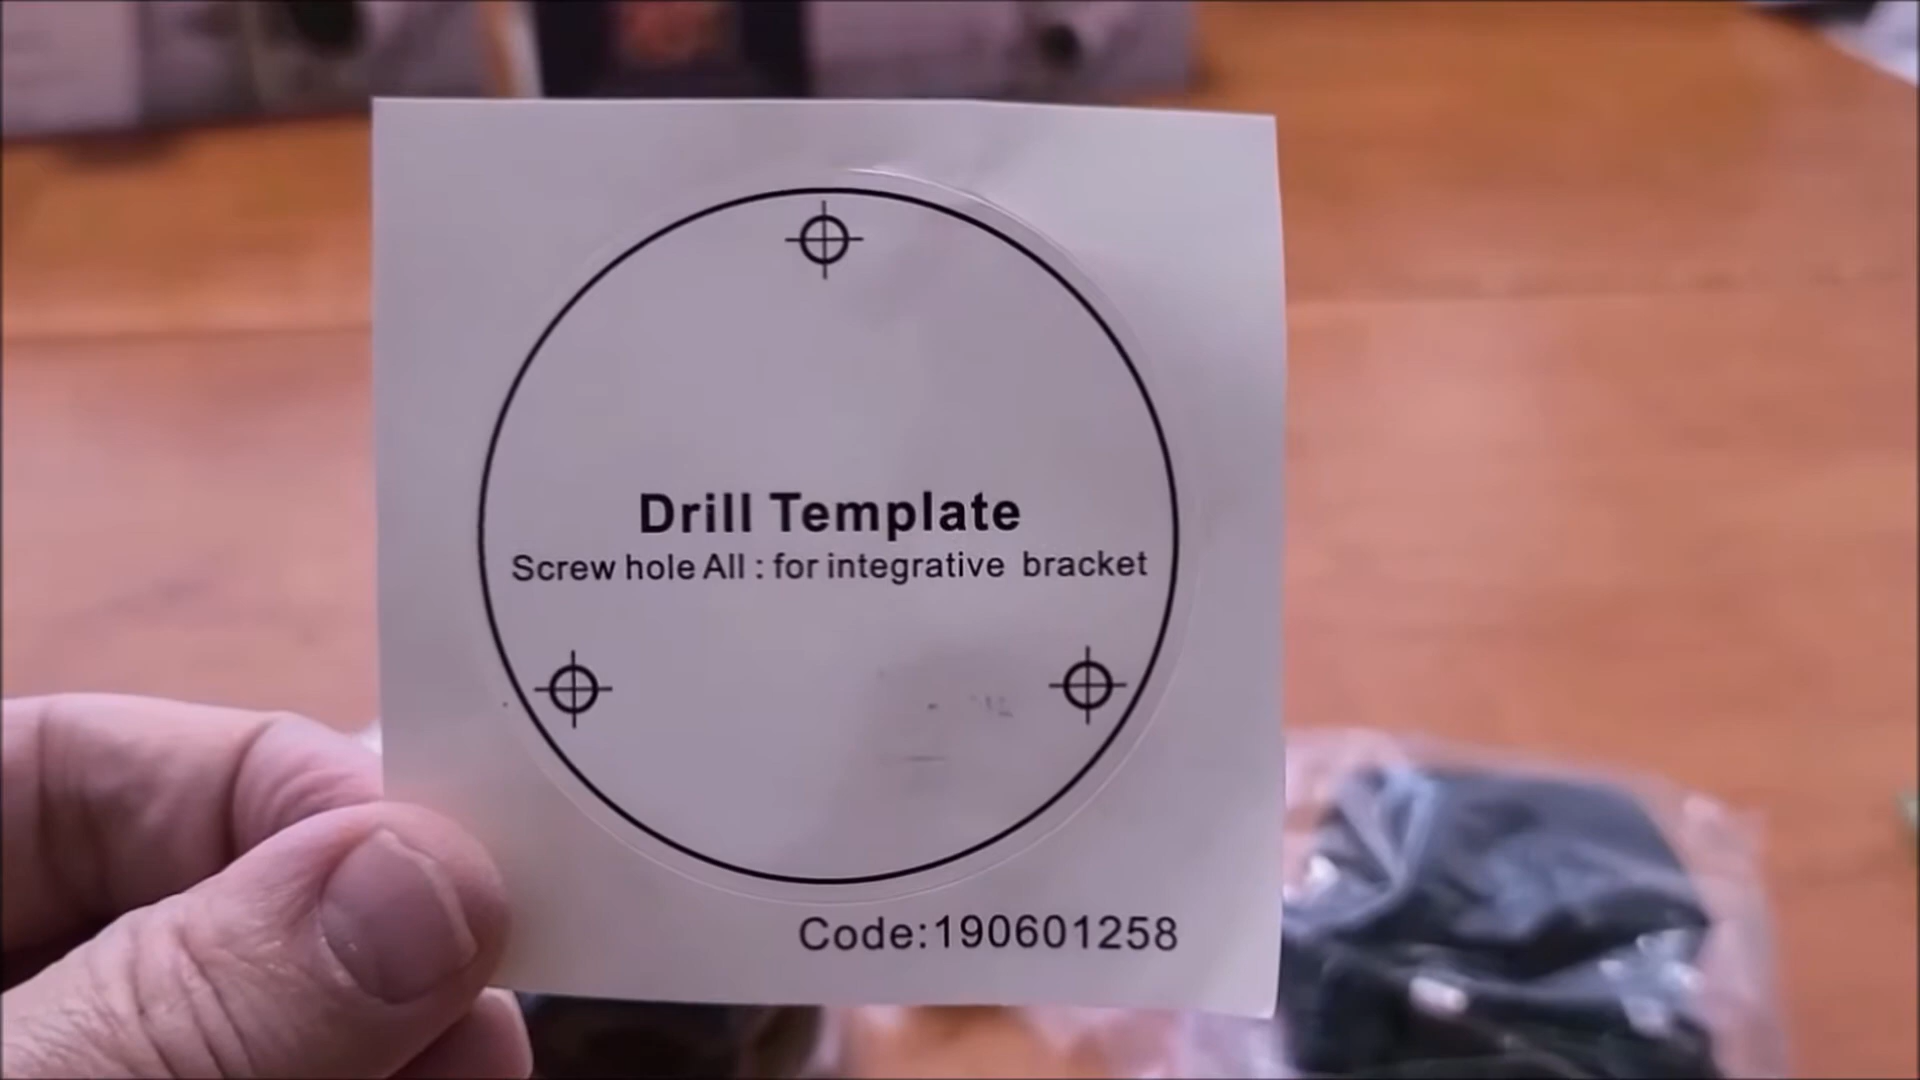 Drill Template
Screw hole All : for integrative bracket
Code:190601258